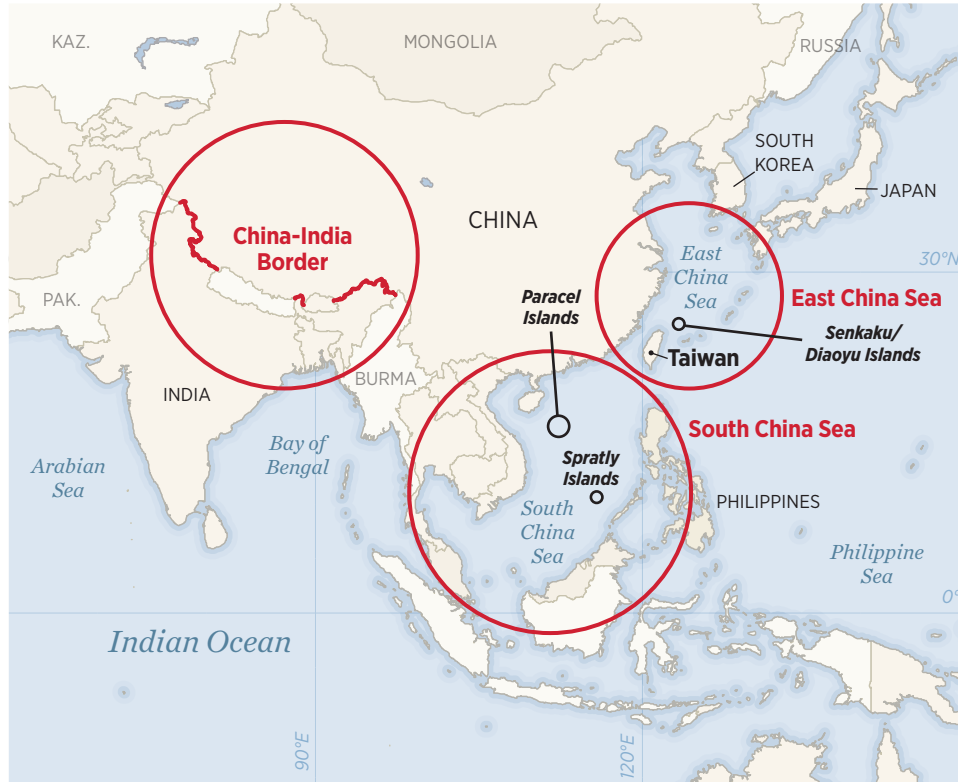 KAZ.
MONGOLIA
RUSSIA
SOUTH
KOREA
JAPAN
CHINA
China-India
Border
East
China
Sea
30°N
PAK.
Paracel
Islands
East China Sea
Senkaku/
Diaoyu Islands
Taiwan
BURMA
INDIA
South China Sea
Bay of
Bengal
Arabian
Sea
Spratly
Islands
PHILIPPINES
South
China
Sea
Philippine
Sea
0°
Indian Ocean
90°E
120°E